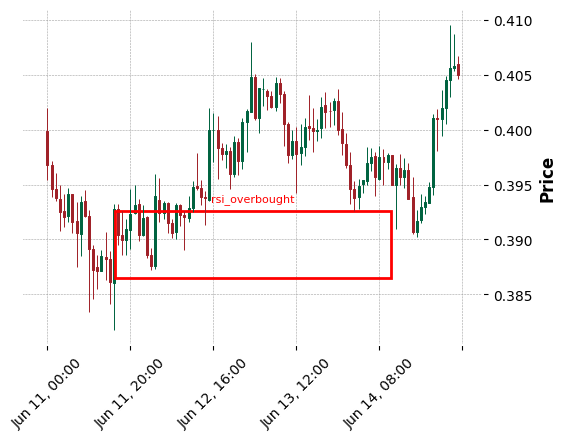 0.410
0.405
0.400
0.395
0.390
0.385
Price
rsi_overbought
Jun 11, 00:00
Jun 11, 20:00
Jun 12, 16:00
Jun 13, 12:00
Jun 14, 08:00